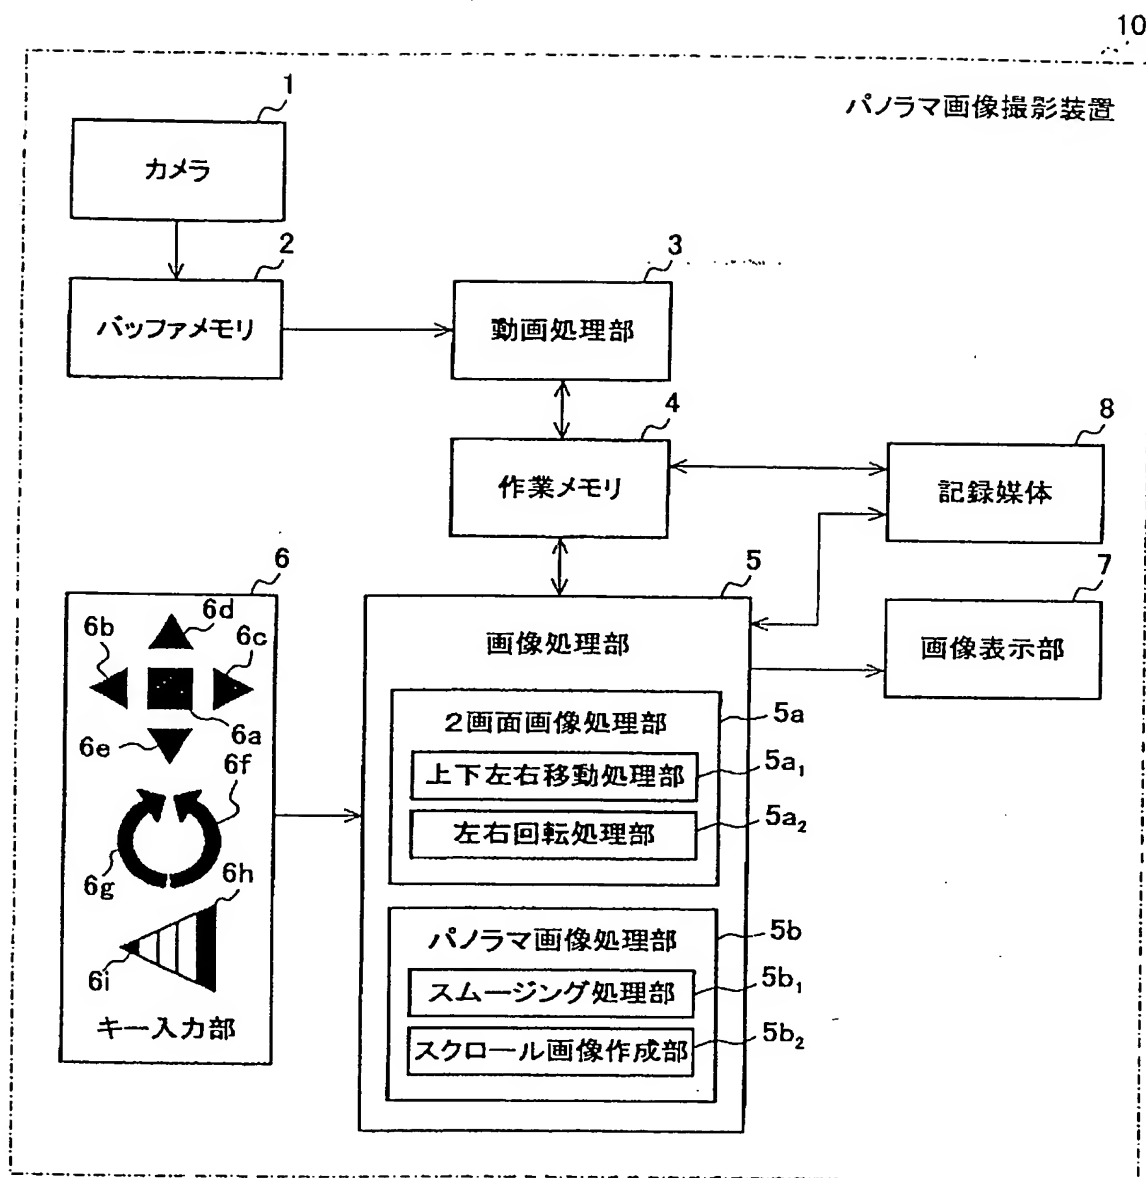 10
パノラマ画像撮影装置
1
カメラ
2
バッファメモリ
3
動画処理部
4
作業メモリ
8
記録媒体
7
画像表示部
6
6d
6b
6c
6e
6a
6f
6g
6h
6i
キー入力部
5
画像処理部
2画面画像処理部
5a
上下左右移動処理部
5a₁
左右回転処理部
5a₂
パノラマ画像処理部
5b
スムージング処理部
5b₁
スクロール画像作成部
5b₂